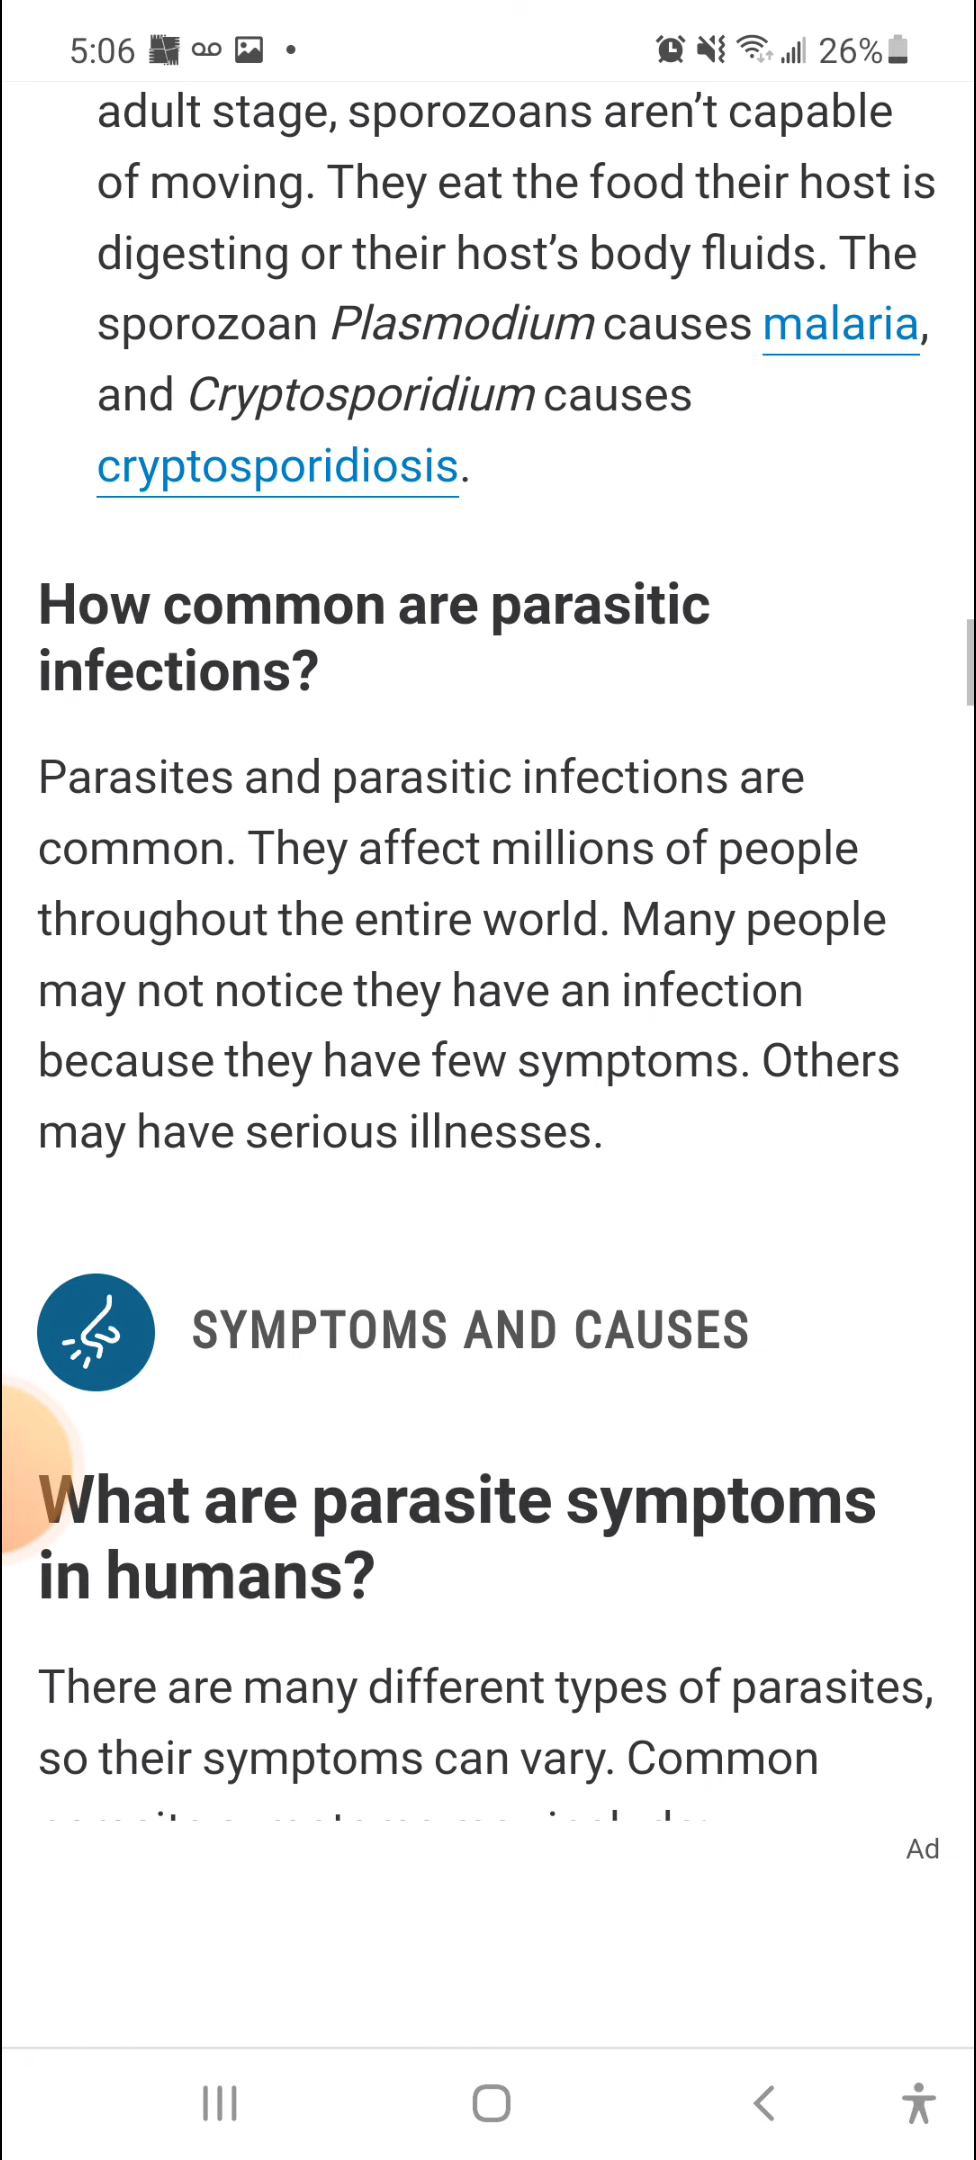 5:06 26%
adult stage, sporozoans aren’t capable
of moving. They eat the food their host is
digesting or their host’s body fluids. The
sporozoan Plasmodium causes malaria,
and Cryptosporidium causes
cryptosporidiosis.
How common are parasitic
infections?
Parasites and parasitic infections are
common. They affect millions of people
throughout the entire world. Many people
may not notice they have an infection
because they have few symptoms. Others
may have serious illnesses.
SYMPTOMS AND CAUSES
What are parasite symptoms
in humans?
There are many different types of parasites,
so their symptoms can vary. Common
Ad